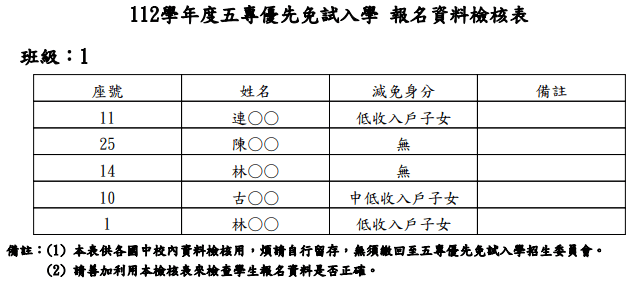 112學年度五專優先免試入學 報名資料檢核表
班級：1
座號 姓名 減免身分 備註
11 連○○ 低收入戶子女
25 陳○○ 無
14 林○○ 無
10 古○○ 中低收入戶子女
1 林○○ 低收入戶子女
備註：(1) 本表供各國中校內資料檢核用，煩請自行留存，無須繳回至五專優先免試入學招生委員會。
(2) 請善加利用本檢核表來檢查學生報名資料是否正確。